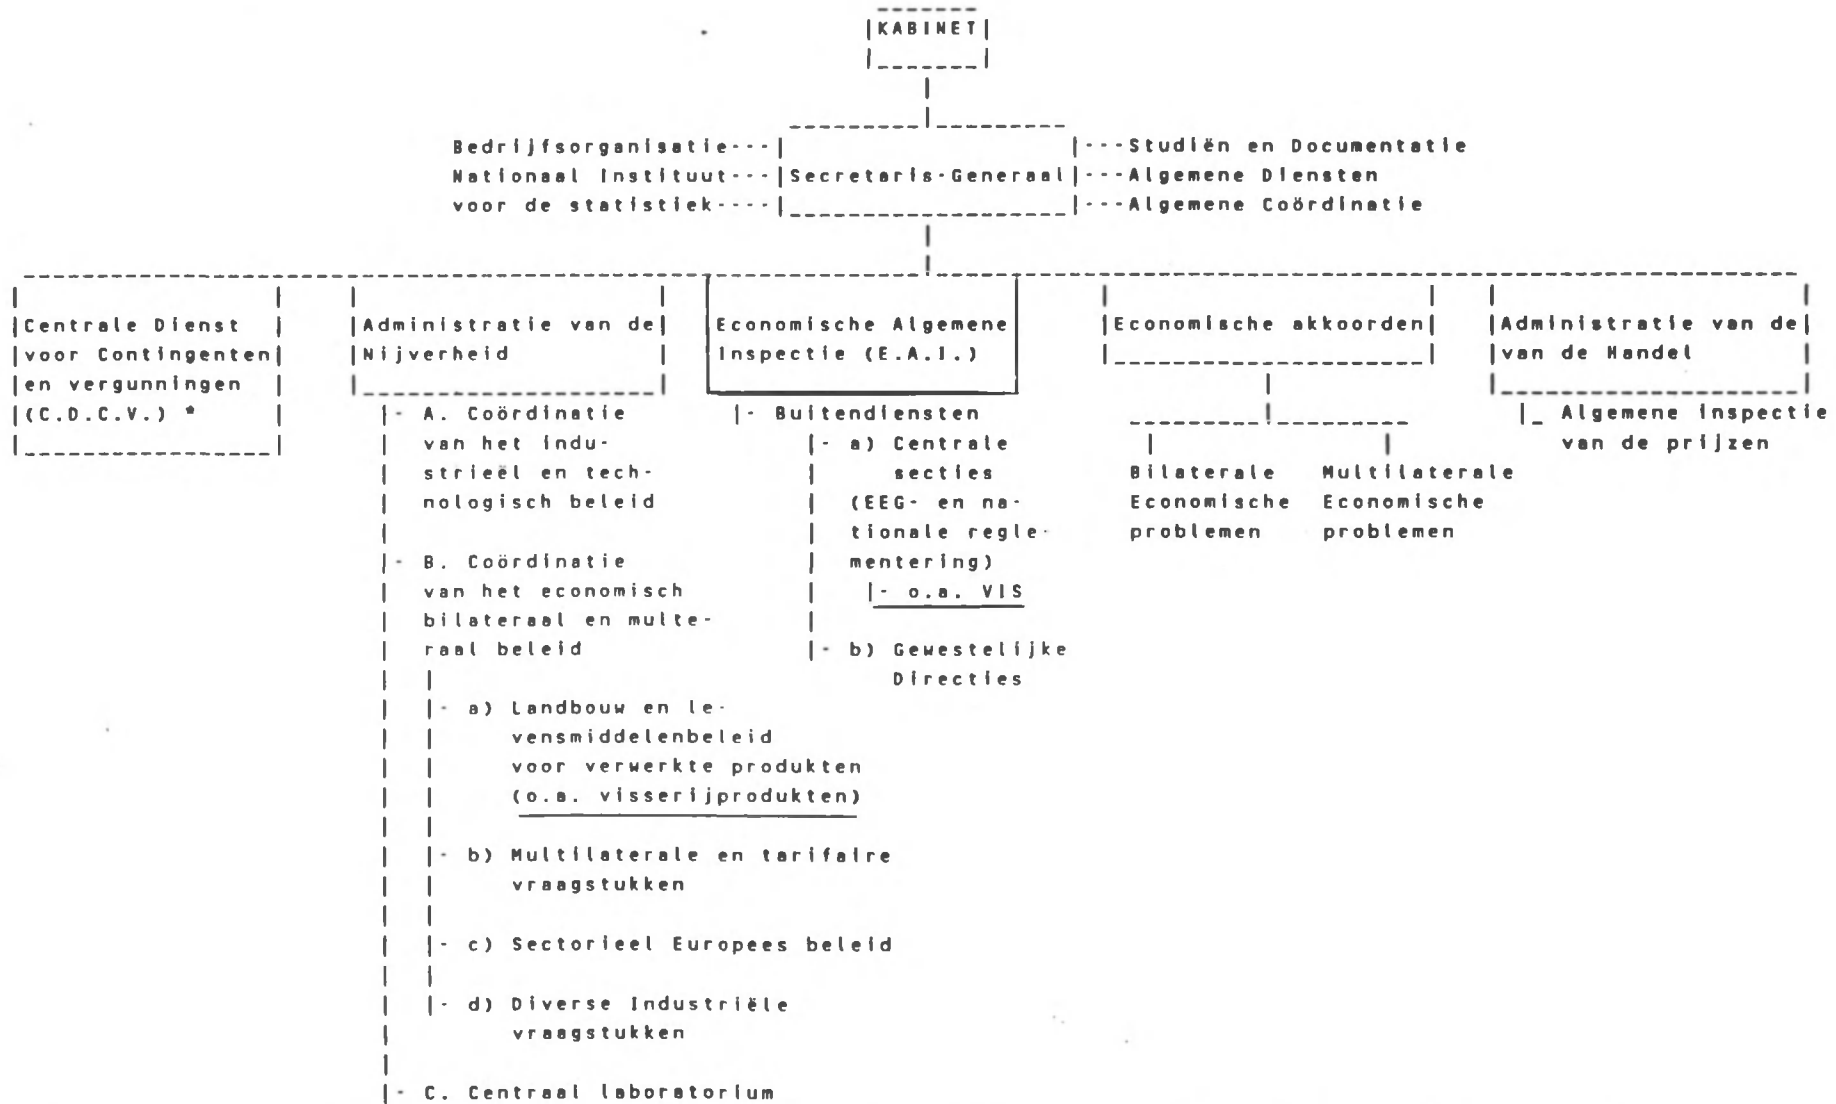 KABINET
Bedrijfsorganisatie
Nationaal Instituut
voor de statistiek
Secretaris-Generaal
Studiën en Documentatie
Algemene Diensten
Algemene Coördinatie
Centrale Dienst
voor Contingenten
en vergunningen
(C.D.C.V.) *
Administratie van de
Nijverheid
A. Coördinatie
van het indu-
strieël en tech-
nologisch beleid
B. Coördinatie
van het economisch
bilateraal en multe-
raal beleid
a) Landbouw en le-
vensmiddelenbeleid
voor verwerkte produkten
(o.a. visserijprodukten)
b) Multilaterale en tarifaire
vraagstukken
c) Sectorieel Europees beleid
d) Diverse Industriële
vraagstukken
C. Centraal laboratorium
Economische Algemene
Inspectie (E.A.I.)
Buitendiensten
a) Centrale
secties
(EEG- en na-
tionale regle-
mentering)
o.a. VIS
b) Gewestelijke
Directies
Economische akkoorden
Bilaterale
Economische
problemen
Multilaterale
Economische
problemen
Administratie van de
van de Handel
Algemene inspectie
van de prijzen